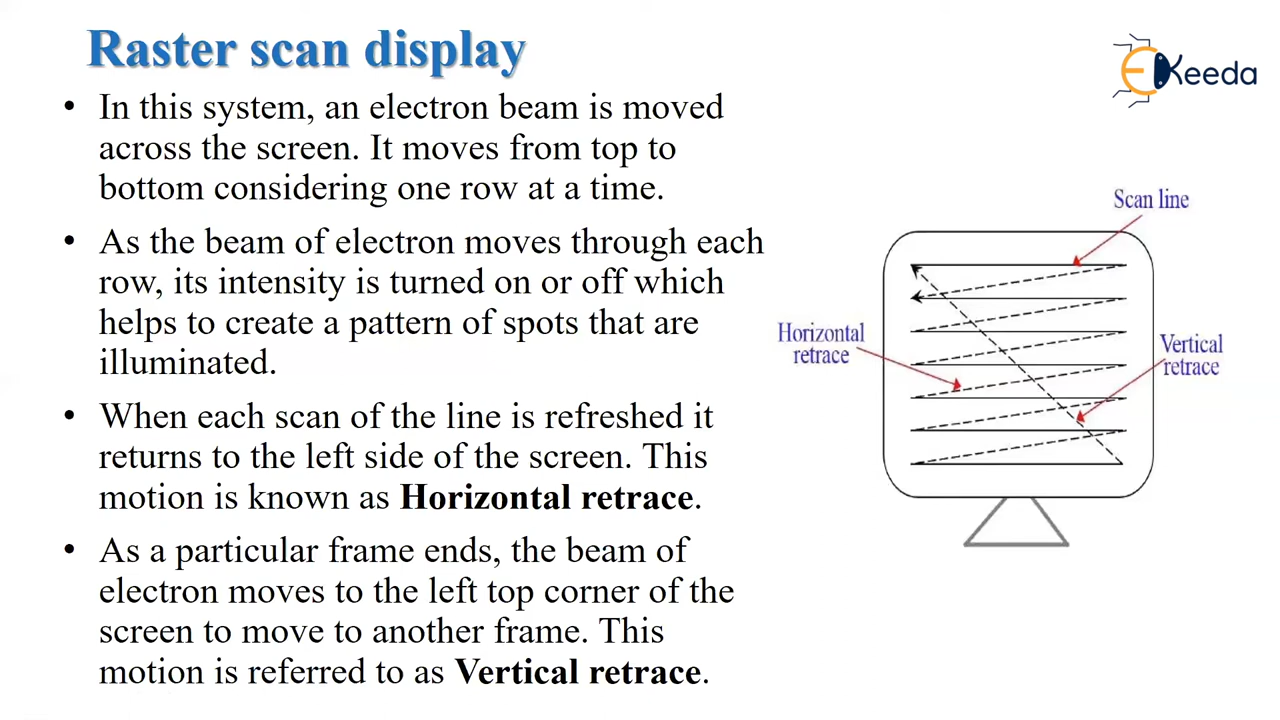 Raster scan display
EKeeda
• In this system, an electron beam is moved
across the screen. It moves from top to
bottom considering one row at a time.
• As the beam of electron moves through each
row, its intensity is turned on or off which
helps to create a pattern of spots that are
illuminated.
• When each scan of the line is refreshed it
returns to the left side of the screen. This
motion is known as Horizontal retrace.
• As a particular frame ends, the beam of
electron moves to the left top corner of the
screen to move to another frame. This
motion is referred to as Vertical retrace.
Scan line
Horizontal
retrace
Vertical
retrace